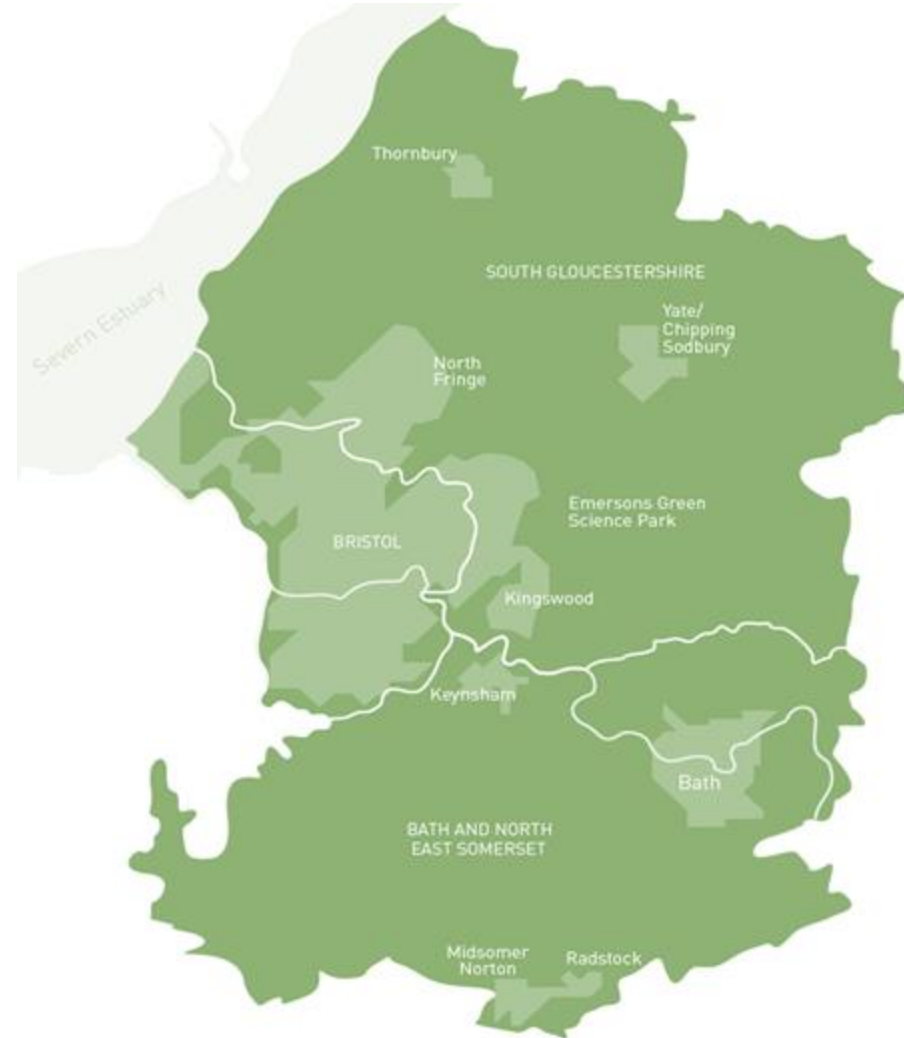 Thornbury
SOUTH GLOUCESTERSHIRE
Yate/
Chipping
Sodbury
Savern Estuary
North
Fringe
Emersons Green
Science Park
BRISTOL
Kingswood
Keynsham
Bath
BATH AND NORTH
EAST SOMERSET
Midsomer
Norton
Radstock